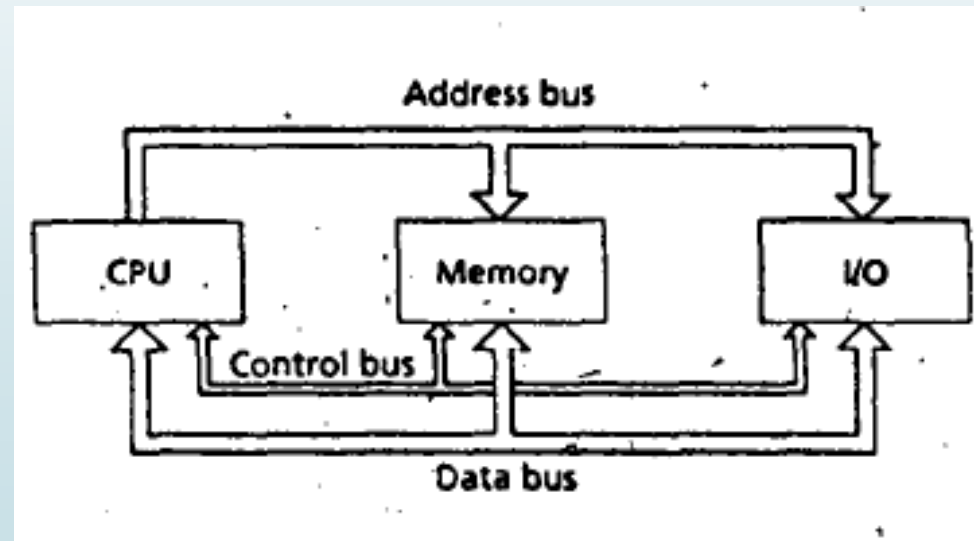 Address bus
CPU
Memory
I/O
Control bus
Data bus